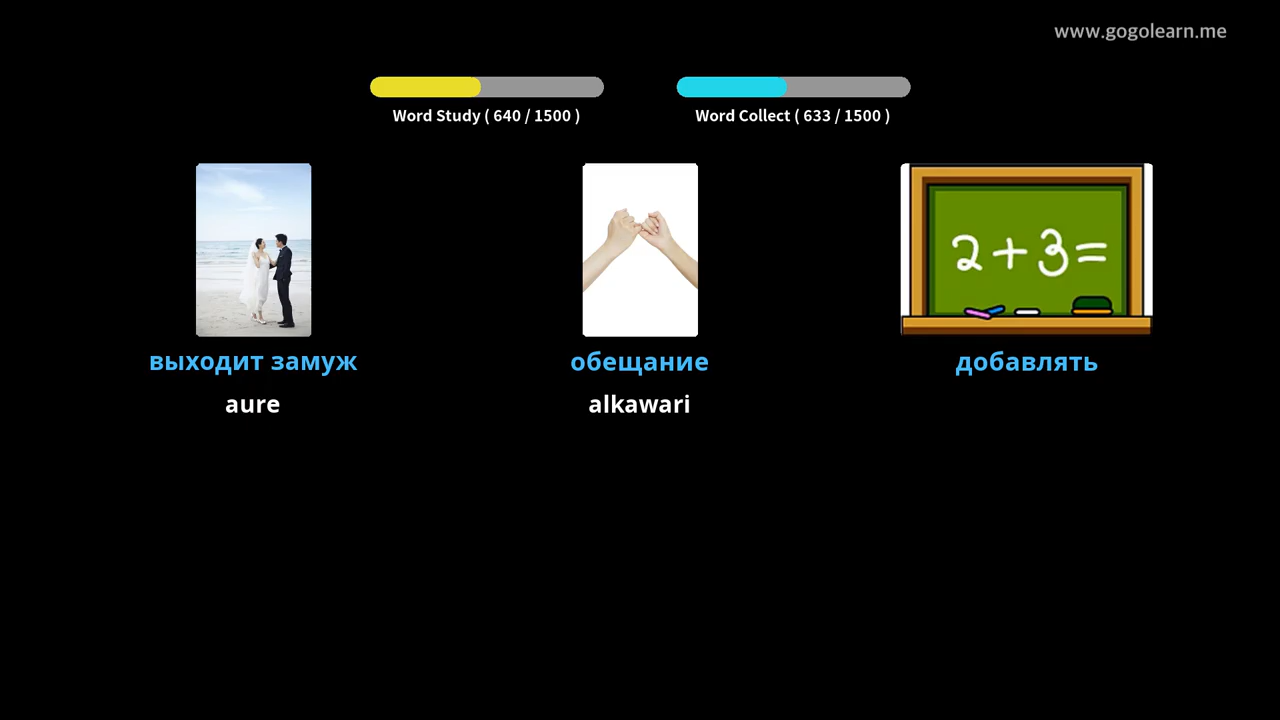 www.gogolearn.me
Word Study ( 640 / 1500 )
Word Collect ( 633 / 1500 )
2+3=
выходит замуж
обещание
добавлять
aure
alkawari